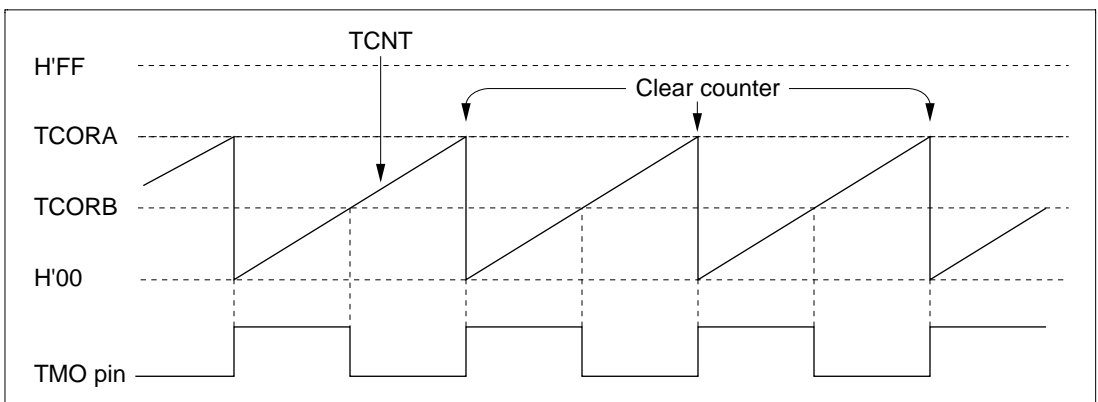 TCNT
H'FF
Clear counter
TCORA
TCORB
H'00
TMO pin